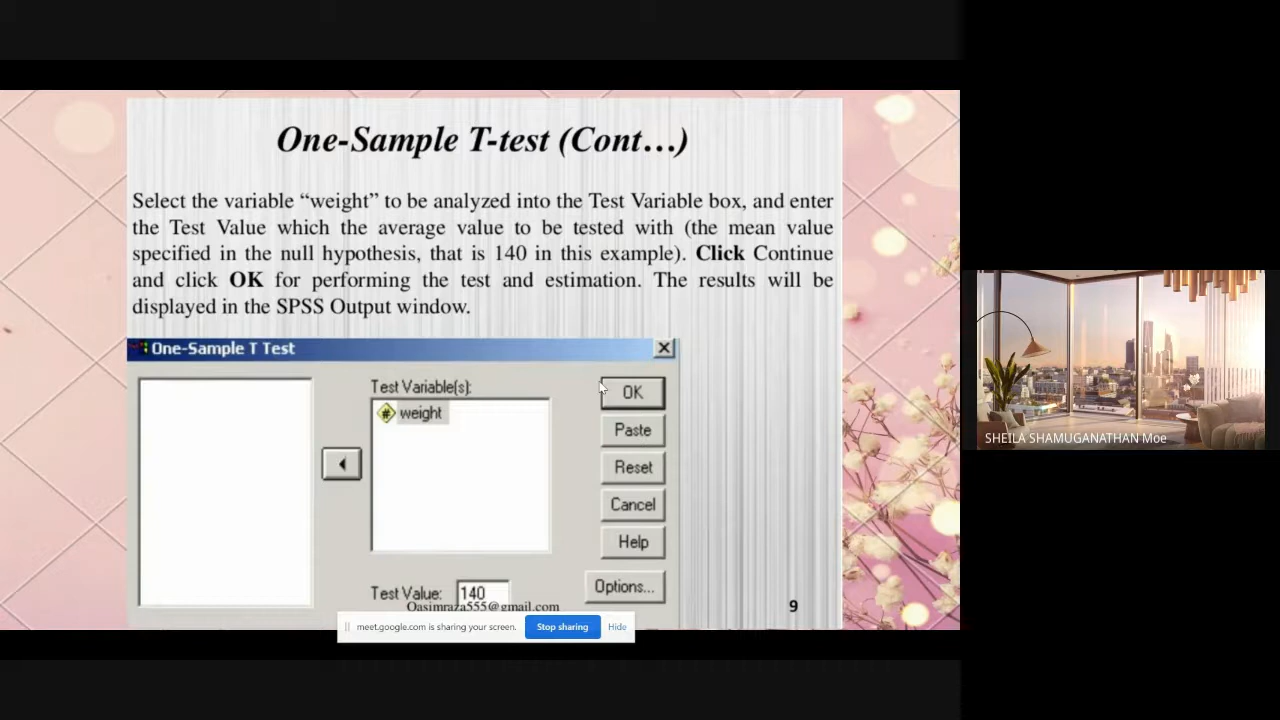 One-Sample T-test (Cont…)
Select the variable “weight” to be analyzed into the Test Variable box, and enter
the Test Value which the average value to be tested with (the mean value
specified in the null hypothesis, that is 140 in this example). Click Continue
and click OK for performing the test and estimation. The results will be
displayed in the SPSS Output window.
One-Sample T Test
Test Variable(s):
weight
OK
Paste
Reset
Cancel
Help
Options...
Test Value: 140
Qasimraza555@gmail.com
9
meet.google.com is sharing your screen.
Stop sharing
Hide
SHEILA SHAMUGANATHAN Moe